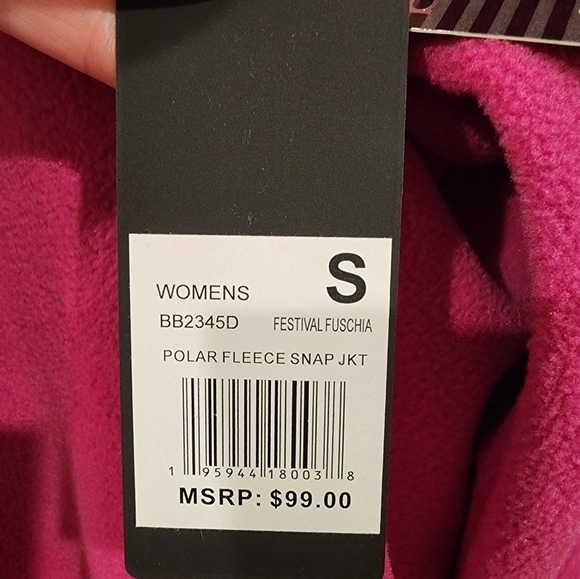 S
WOMENS
BB2345D FESTIVAL FUSCHIA
POLAR FLEECE SNAP JKT
1 95944 18003 8
MSRP: $99.00